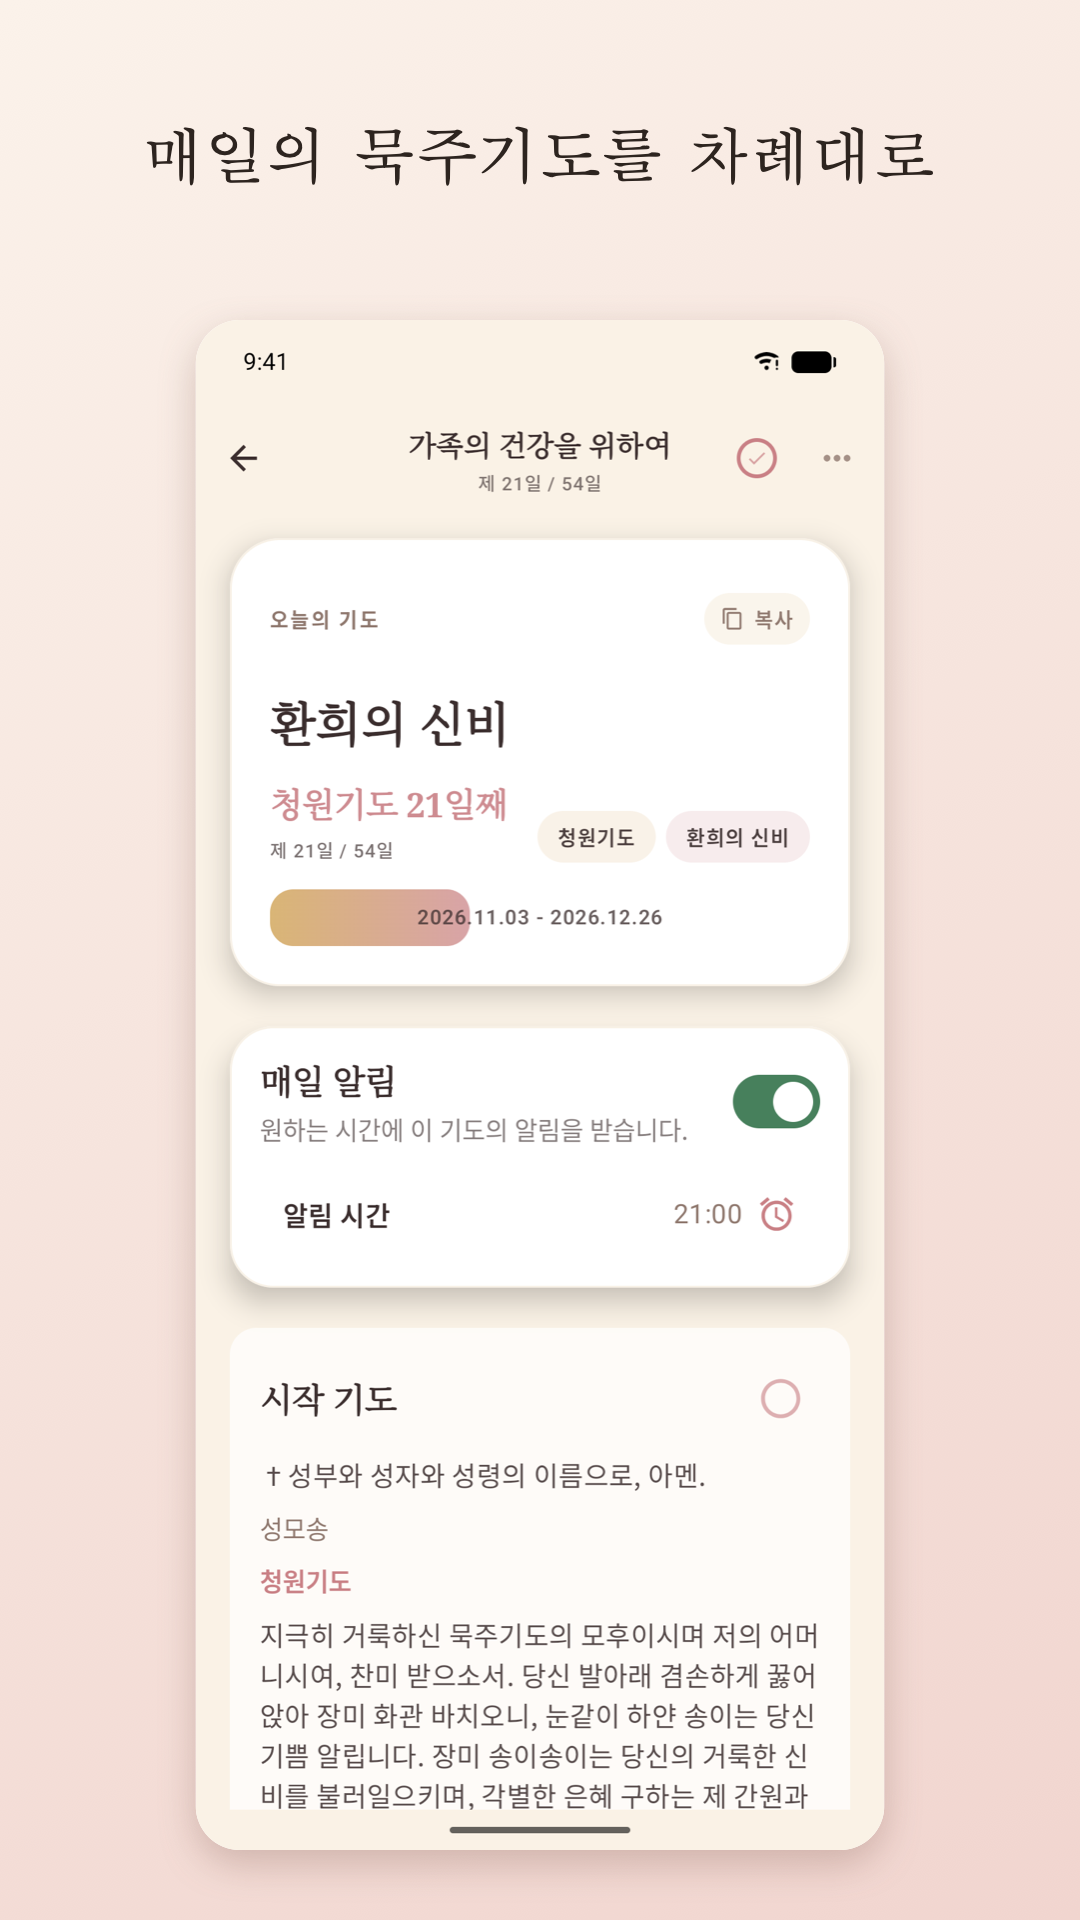 매일의 묵주기도를 차례대로
9:41
가족의 건강을 위하여
제 21일 / 54일
오늘의 기도
복사
환희의 신비
청원기도 21일째
제 21일 / 54일
청원기도
환희의 신비
2026.11.03 - 2026.12.26
매일 알림
원하는 시간에 이 기도의 알림을 받습니다.
알림 시간
21:00
시작 기도
✝ 성부와 성자와 성령의 이름으로, 아멘.
성모송
청원기도
지극히 거룩하신 묵주기도의 모후이시며 저의 어머
니시여, 찬미 받으소서. 당신 발아래 겸손하게 꿇어
앉아 장미 화관 바치오니, 눈같이 하얀 송이는 당신
기쁨 알립니다. 장미 송이송이는 당신의 거룩한 신
비를 불러일으키며, 각별한 은혜 구하는 제 간원과